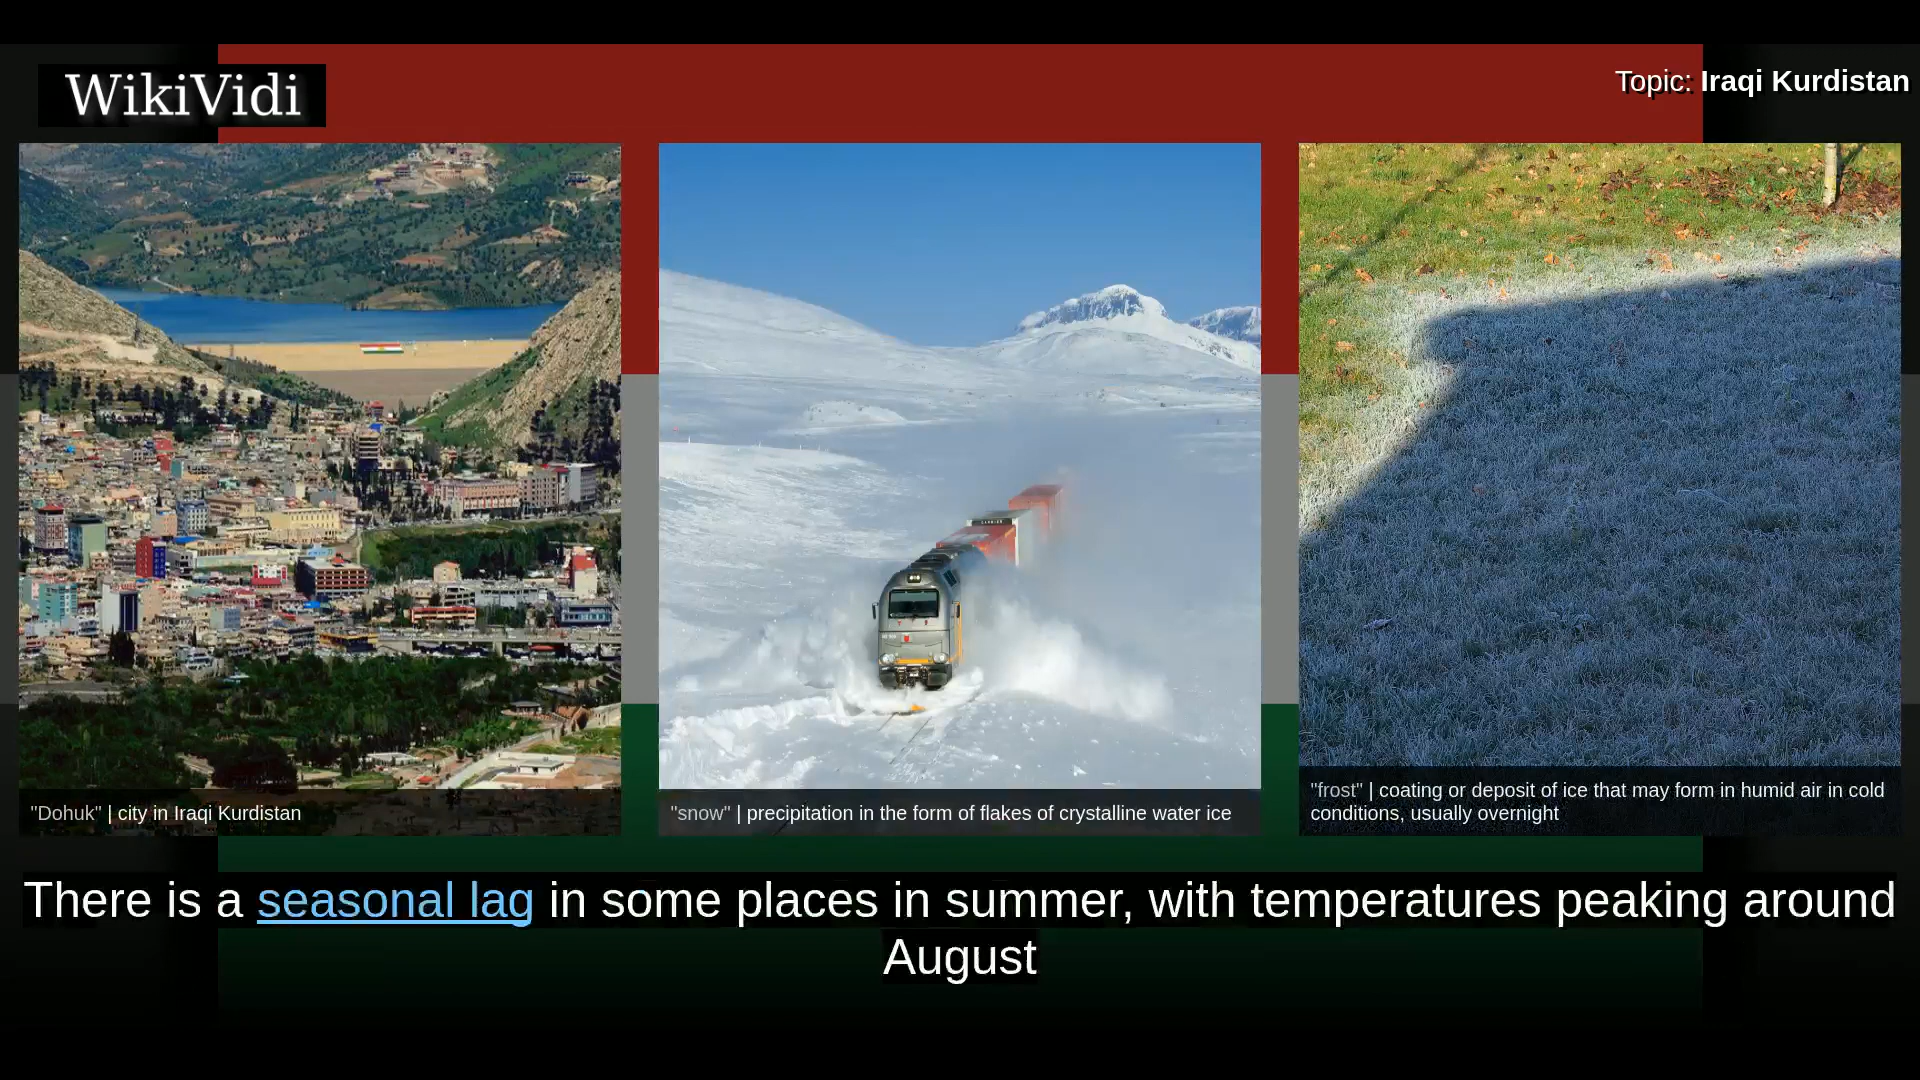 WikiVidi
Topic: Iraqi Kurdistan
"Dohuk" | city in Iraqi Kurdistan
"snow" | precipitation in the form of flakes of crystalline water ice
"frost" | coating or deposit of ice that may form in humid air in cold
conditions, usually overnight
There is a seasonal lag in some places in summer, with temperatures peaking around
August